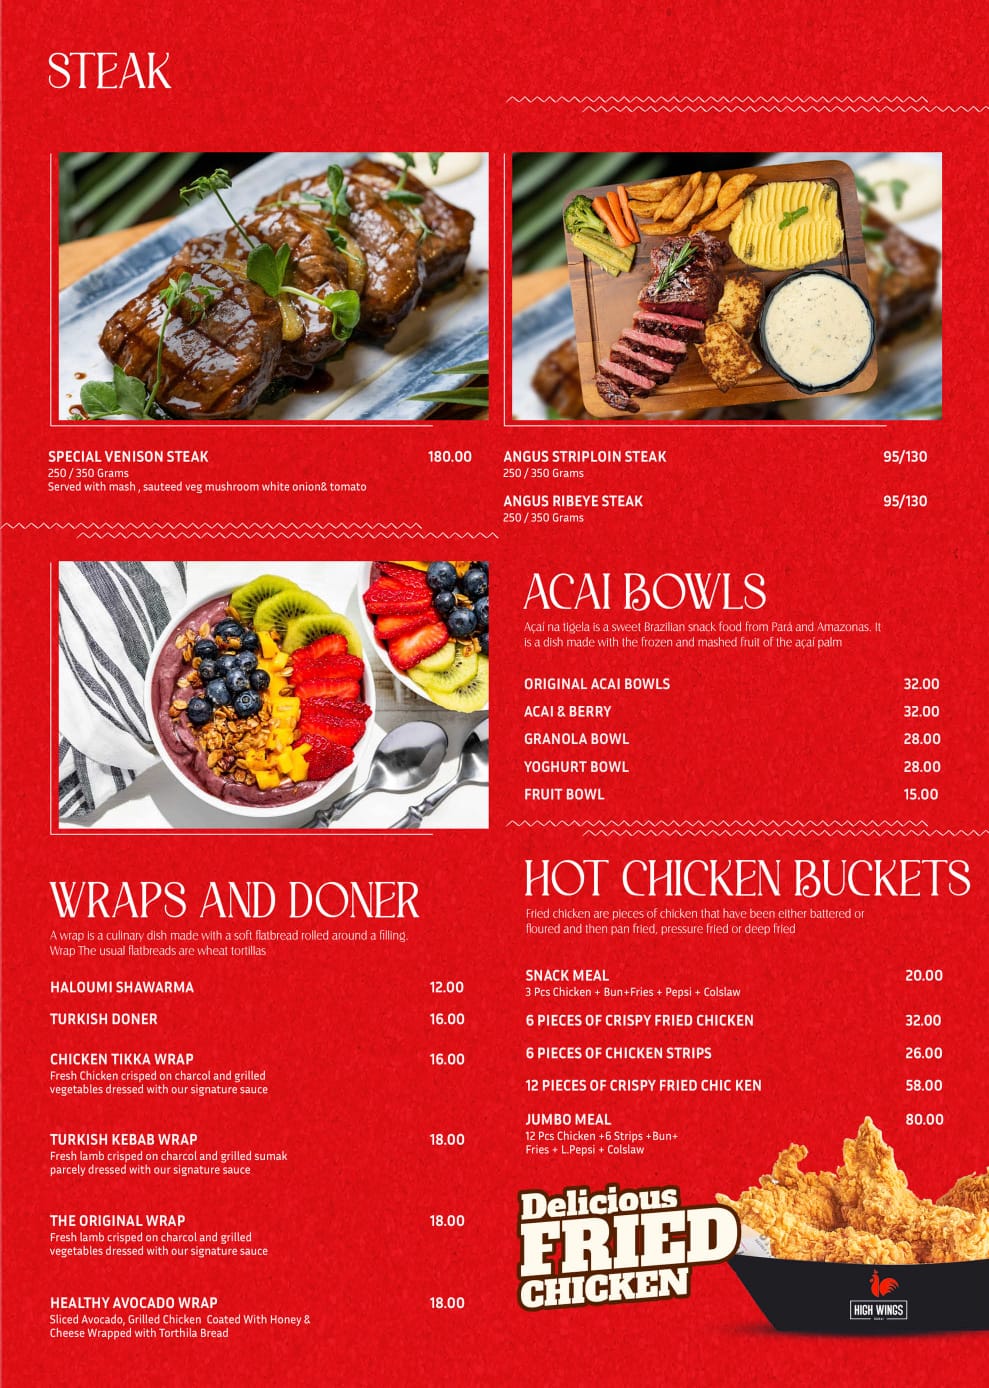 STEAK
SPECIAL VENISON STEAK 180.00
250 / 350 Grams
Served with mash , sauteed veg mushroom white onion& tomato
ANGUS STRIPLOIN STEAK 95/130
250 / 350 Grams
ANGUS RIBEYE STEAK 95/130
250 / 350 Grams
ACAI BOWLS
Açaí na tigela is a sweet Brazilian snack food from Pará and Amazonas. It
is a dish made with the frozen and mashed fruit of the açaí palm
ORIGINAL ACAI BOWLS 32.00
ACAI & BERRY 32.00
GRANOLA BOWL 28.00
YOGHURT BOWL 28.00
FRUIT BOWL 15.00
WRAPS AND DONER
A wrap is a culinary dish made with a soft flatbread rolled around a filling.
Wrap The usual flatbreads are wheat tortillas
HALOUMI SHAWARMA 12.00
TURKISH DONER 16.00
CHICKEN TIKKA WRAP 16.00
Fresh Chicken crisped on charcol and grilled
vegetables dressed with our signature sauce
TURKISH KEBAB WRAP 18.00
Fresh lamb crisped on charcol and grilled sumak
parcely dressed with our signature sauce
THE ORIGINAL WRAP 18.00
Fresh lamb crisped on charcol and grilled
vegetables dressed with our signature sauce
HEALTHY AVOCADO WRAP 18.00
Sliced Avocado, Grilled Chicken Coated With Honey &
Cheese Wrapped with Torthila Bread
HOT CHICKEN BUCKETS
Fried chicken are pieces of chicken that have been either battered or
floured and then pan fried, pressure fried or deep fried
SNACK MEAL 20.00
3 Pcs Chicken + Bun+Fries + Pepsi + Colslaw
6 PIECES OF CRISPY FRIED CHICKEN 32.00
6 PIECES OF CHICKEN STRIPS 26.00
12 PIECES OF CRISPY FRIED CHIC KEN 58.00
JUMBO MEAL 80.00
12 Pcs Chicken +6 Strips +Bun+
Fries + L.Pepsi + Colslaw
Delicious
FRIED
CHICKEN
HIGH WINGS